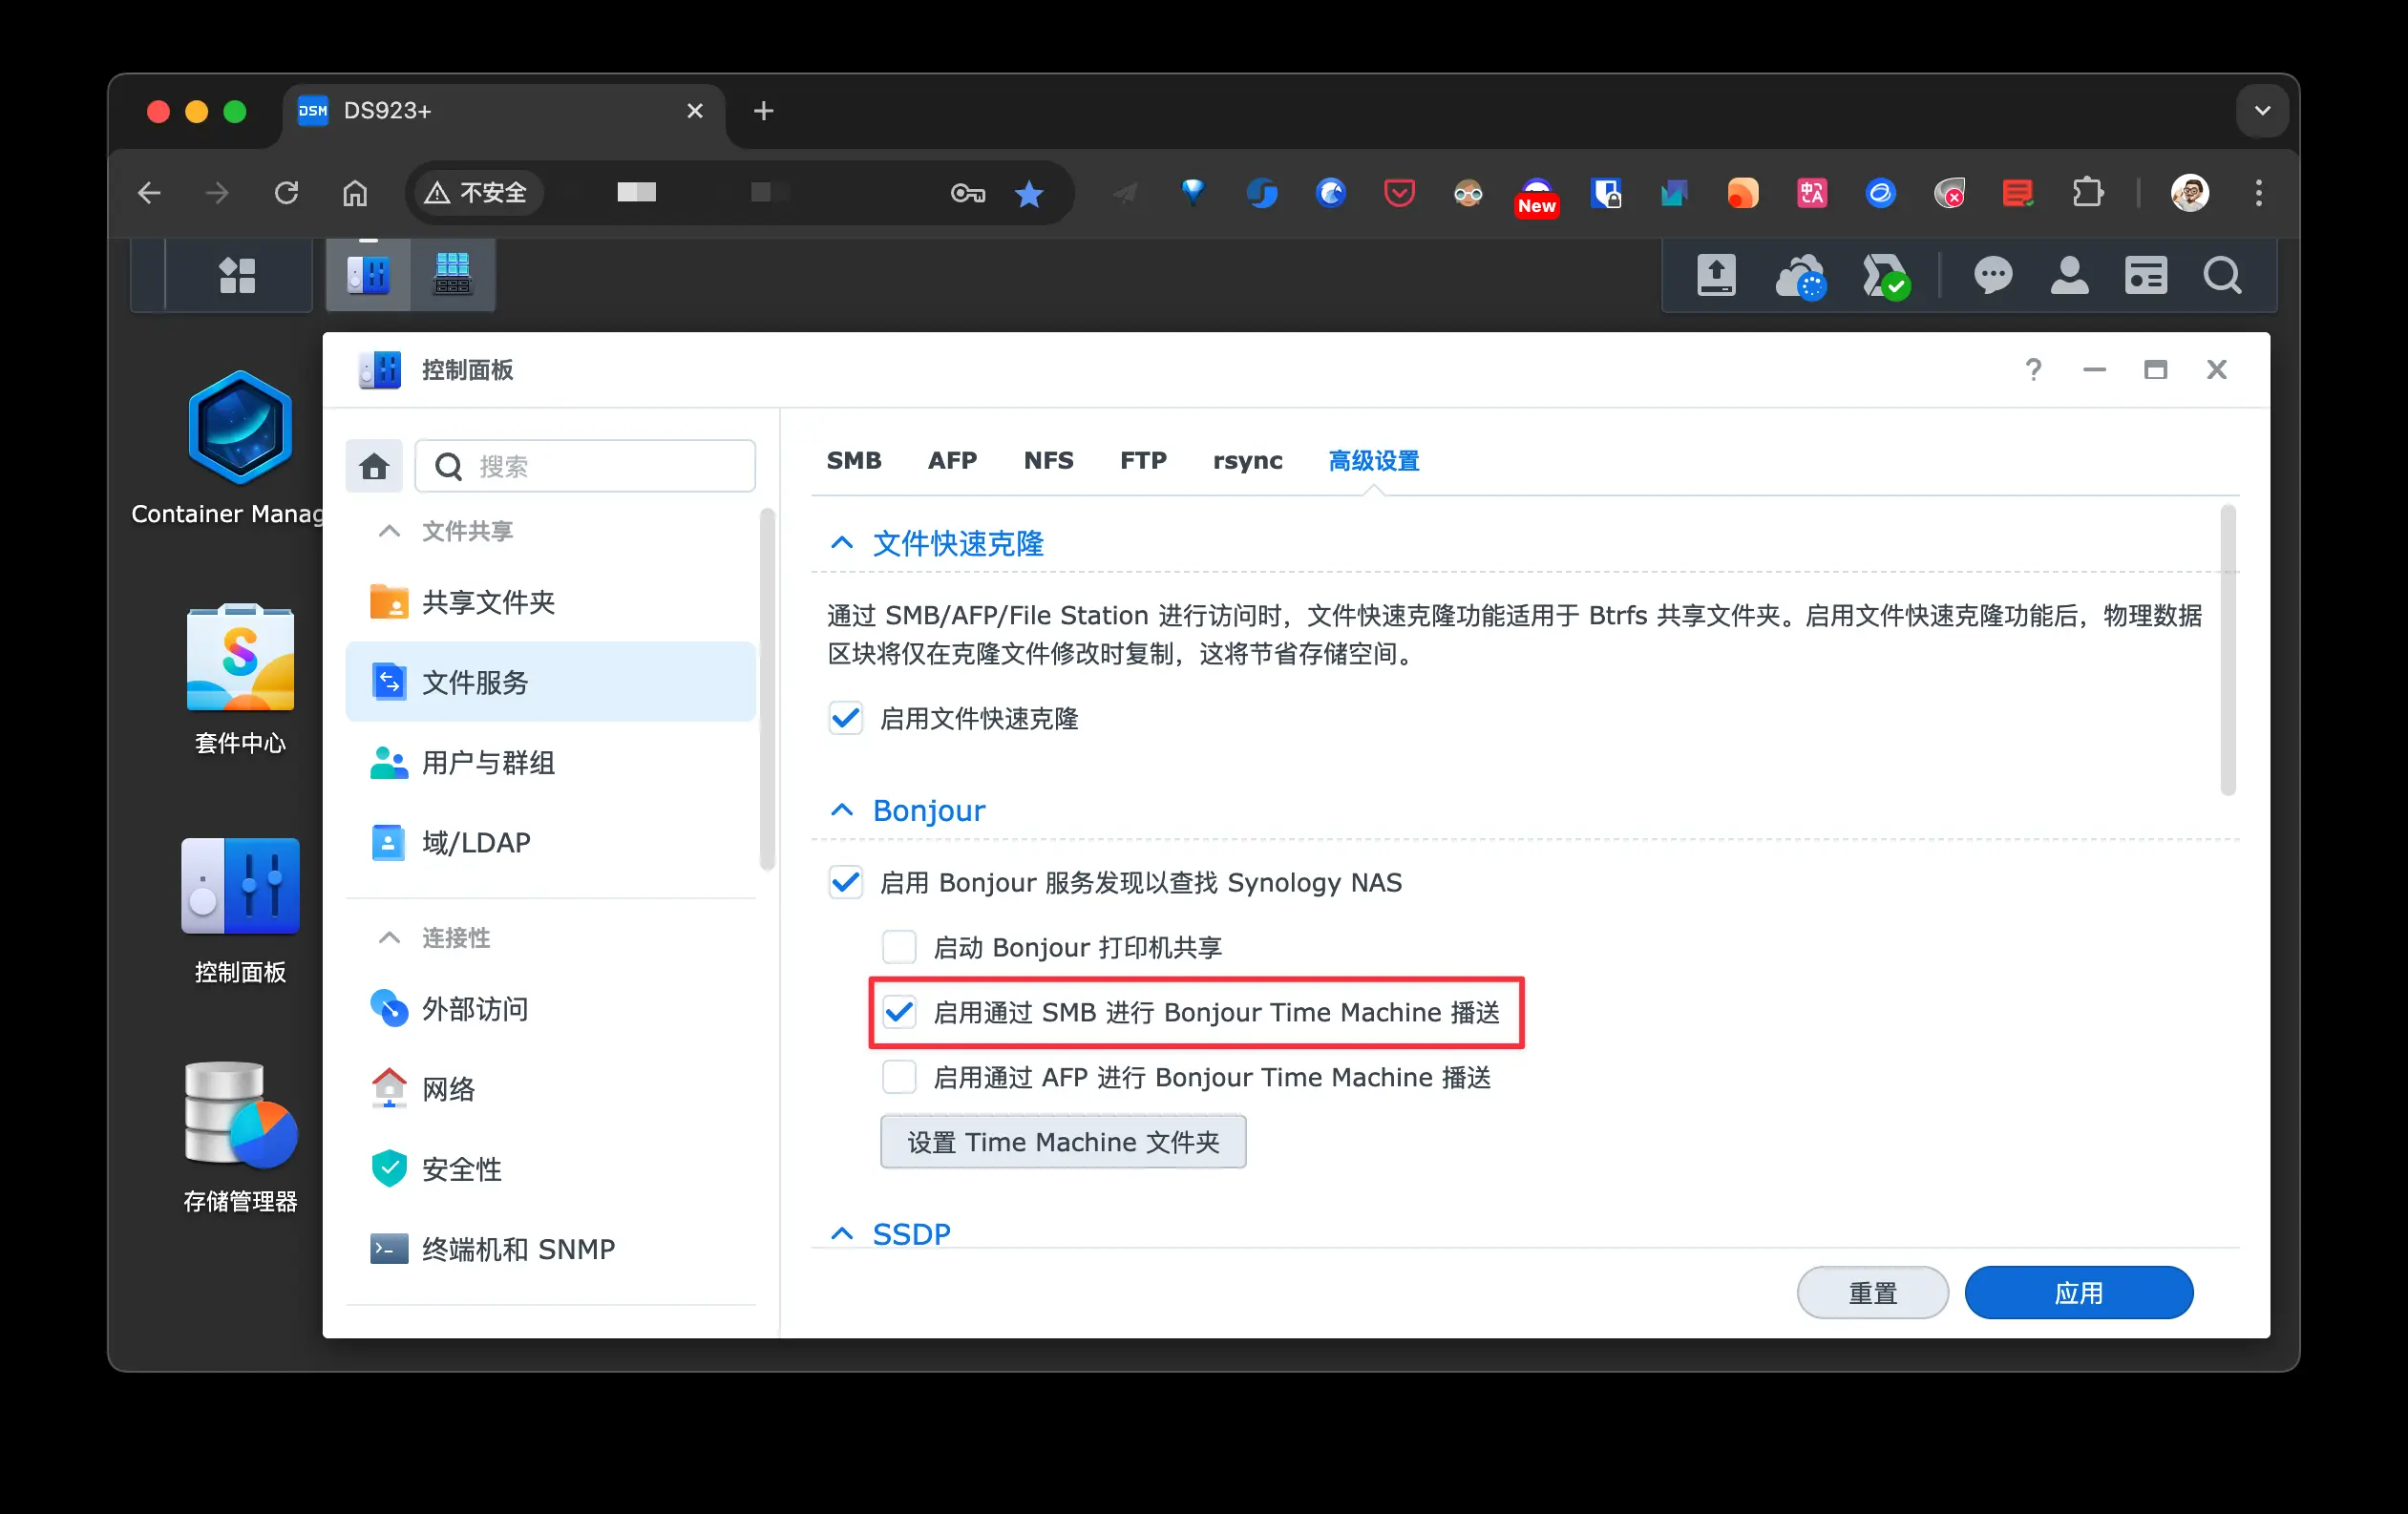 DSM DS923+
不安全
New
中
CA
控制面板
Container Manag
套件中心
控制面板
存储管理器
搜索
文件共享
共享文件夹
文件服务
用户与群组
域/LDAP
连接性
外部访问
网络
安全性
终端机和 SNMP
SMB AFP NFS FTP rsync 高级设置
文件快速克隆
通过 SMB/AFP/File Station 进行访问时，文件快速克隆功能适用于 Btrfs 共享文件夹。启用文件快速克隆功能后，物理数据
区块将仅在克隆文件修改时复制，这将节省存储空间。
启用文件快速克隆
Bonjour
启用 Bonjour 服务发现以查找 Synology NAS
启动 Bonjour 打印机共享
启用通过 SMB 进行 Bonjour Time Machine 播送
启用通过 AFP 进行 Bonjour Time Machine 播送
设置 Time Machine 文件夹
SSDP
重置 应用